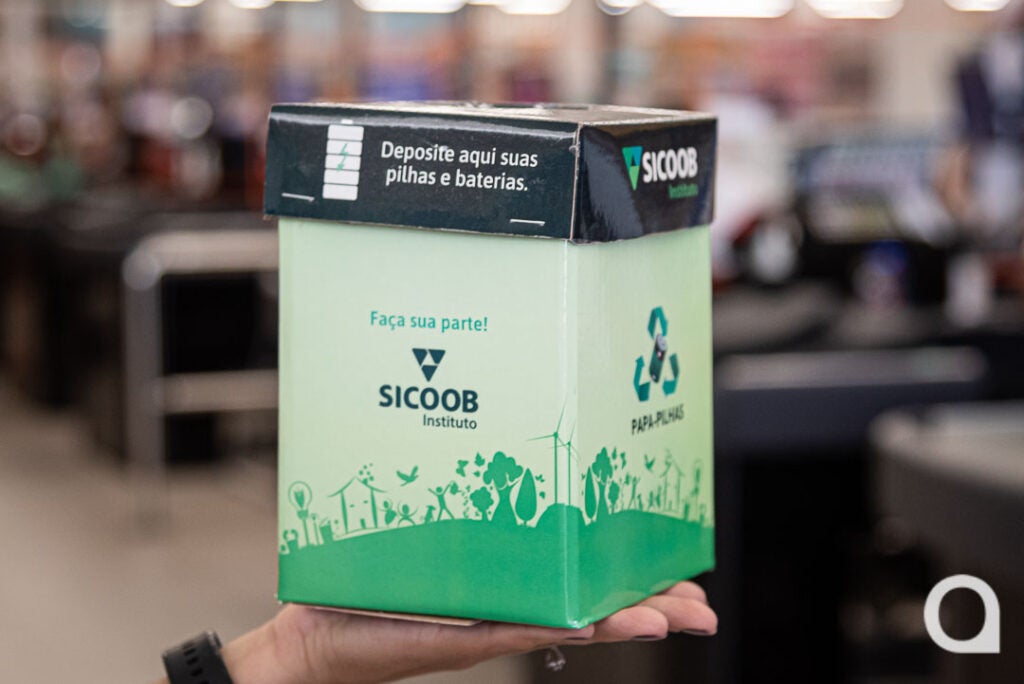 Deposite aqui suas
pilhas e baterias.
SICOOB
Instituto
Faça sua parte!
SICOOB
Instituto
PAPA-PILHAS